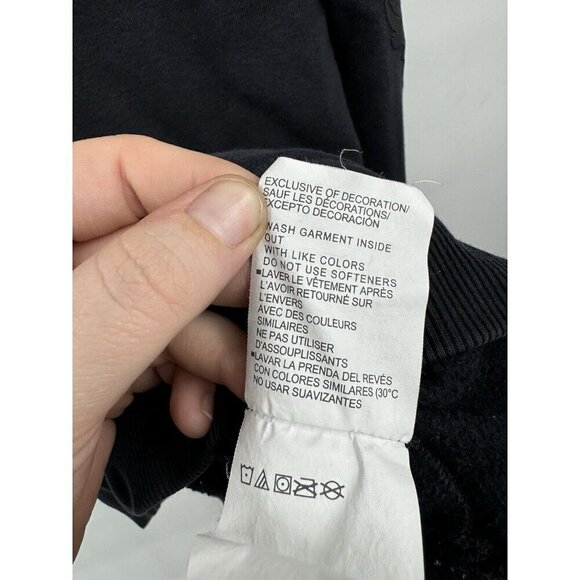 EXCLUSIVE OF DECORATION/
SAUF LES DÉCORATIONS/
EXCEPTO DECORACIÓN
WASH GARMENT INSIDE
OUT
WITH LIKE COLORS
DO NOT USE SOFTENERS
▪LAVER LE VÊTEMENT APRÈS
L'AVOIR RETOURNÉ SUR
L'ENVERS
AVEC DES COULEURS
SIMILAIRES
NE PAS UTILISER
D'ASSOUPLISSANTS
▪LAVAR LA PRENDA DEL REVÉS
CON COLORES SIMILARES (30°C
NO USAR SUAVIZANTES